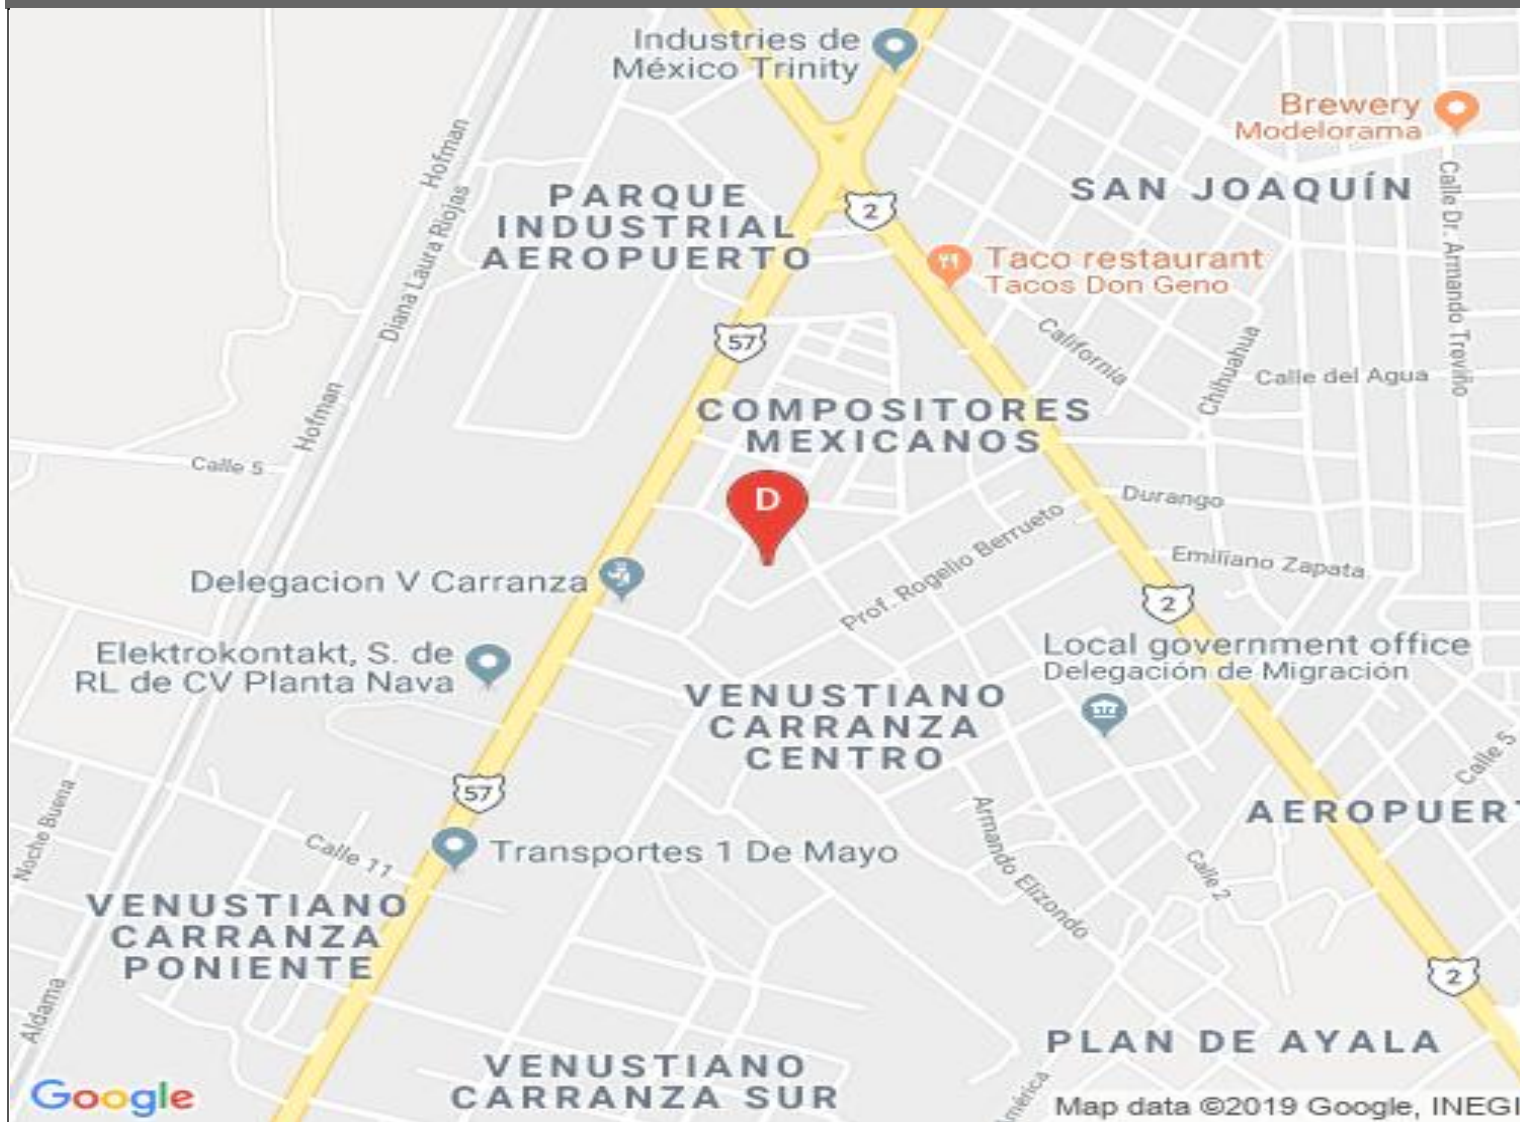 Industries de
México Trinity
Brewery
Modelorama
Hofman
PARQUE
INDUSTRIAL
AEROPUERTO
2
SAN JOAQUÍN
Calle Dr. Armando Treviño
Diana Laura Riojas
Taco restaurant
Tacos Don Geno
57
California
Chihuahua
Calle del Agua
Hofman
COMPOSITORES
MEXICANOS
Calle 5
D
Durango
Prof. Rogelio Berrueto
Emiliano Zapata
Delegacion V Carranza
2
Elektrokontakt, S. de
RL de CV Planta Nava
Local government office
Delegación de Migración
VENUSTIANO
CARRANZA
CENTRO
Calle 5
57
Noche Buena
Calle 11
Transportes 1 De Mayo
Armando Elizondo
AEROPUERT
Calle 2
VENUSTIANO
CARRANZA
PONIENTE
2
Aldama
PLAN DE AYALA
VENUSTIANO
CARRANZA SUR
América
Google
Map data ©2019 Google, INEGI